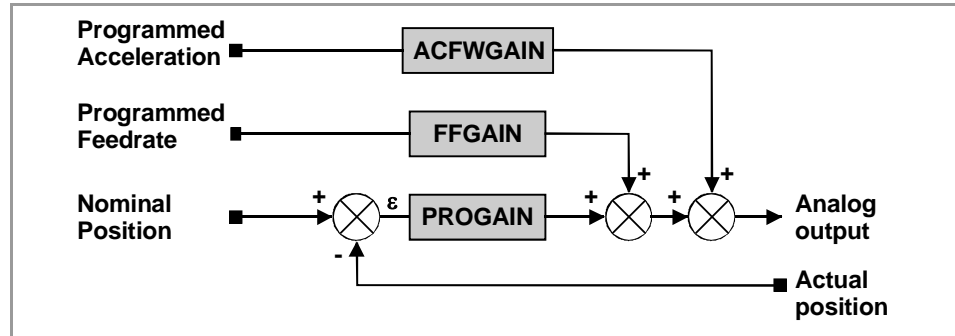 Programmed
Acceleration
ACFWGAIN
Programmed
Feedrate
FFGAIN
+
+
Nominal
Position
+
ε
PROGAIN
+
+
Analog
output
-
Actual
position